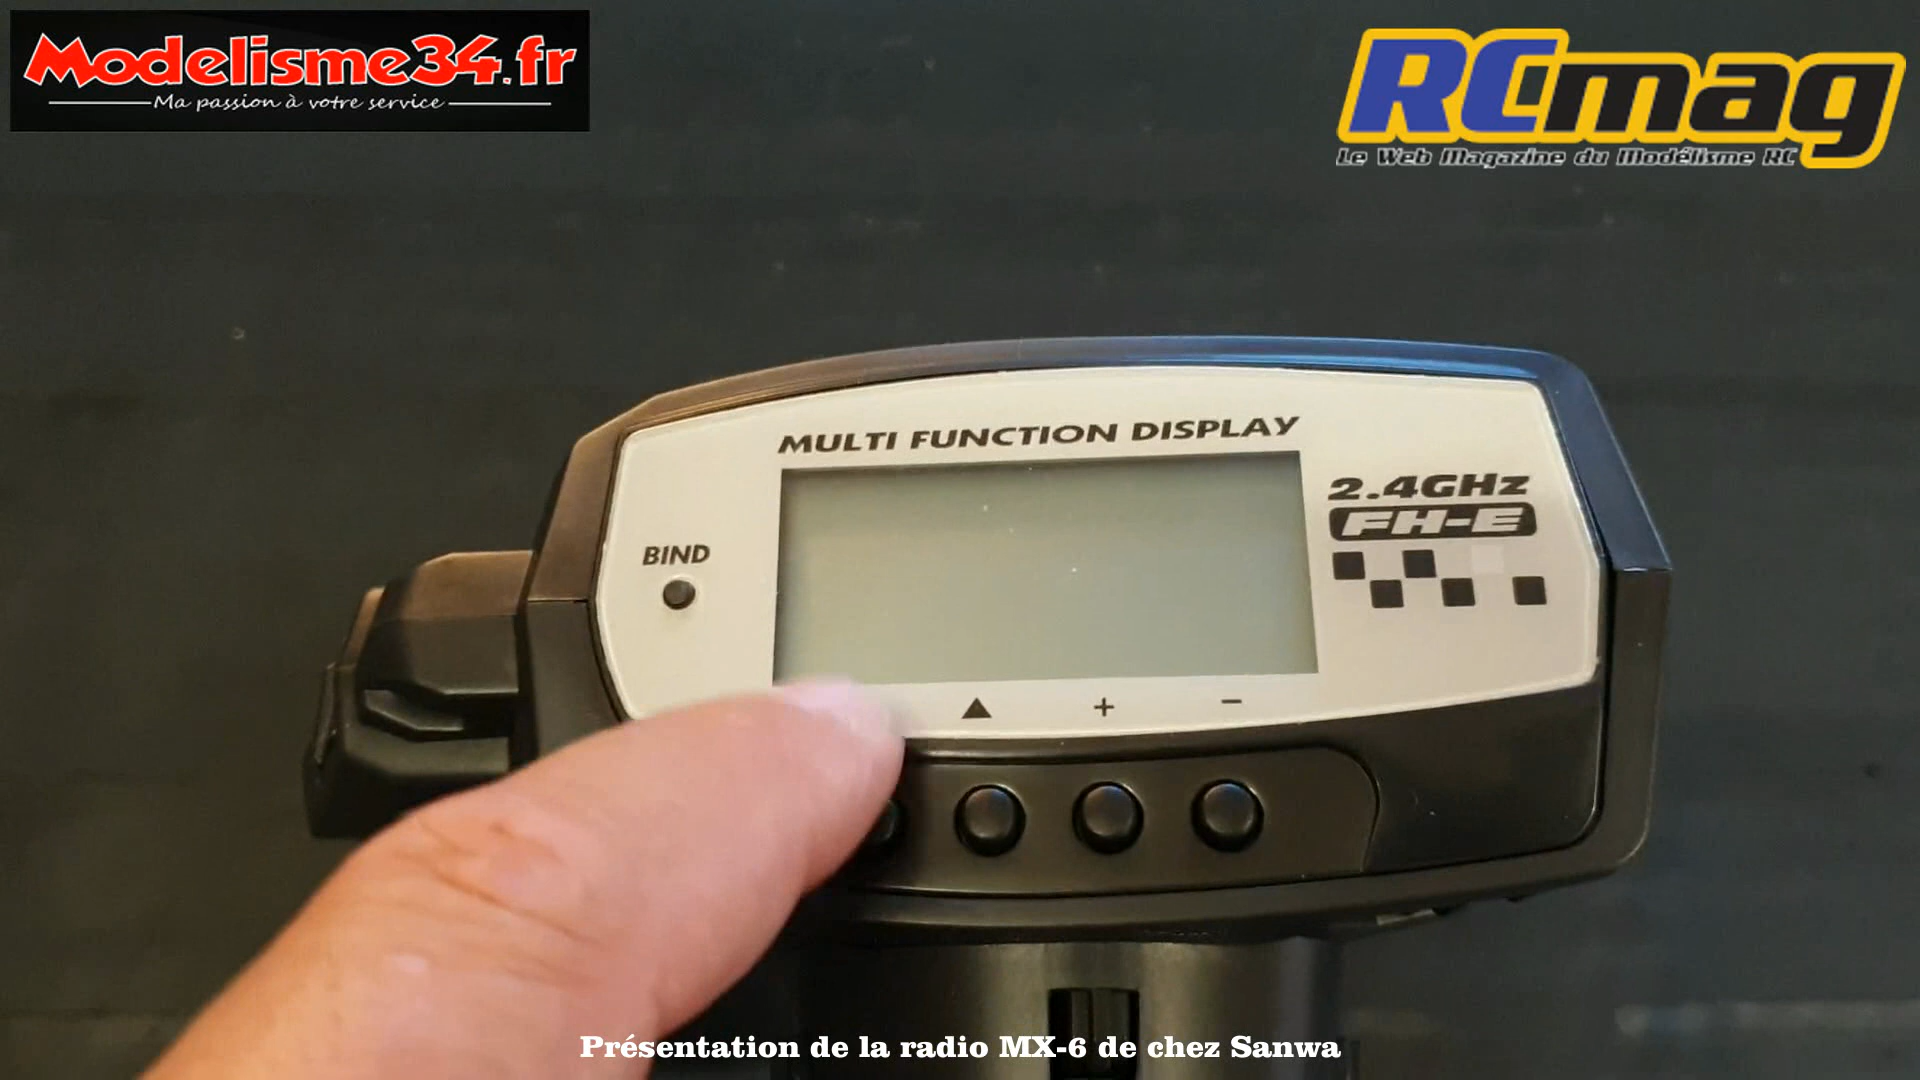 Modelisme34.fr
Ma passion à votre service
RCmag
Le Web Magazine du Modélisme RC
MULTI FUNCTION DISPLAY
2.4GHz
FH-E
BIND
▲ + −
Présentation de la radio MX-6 de chez Sanwa